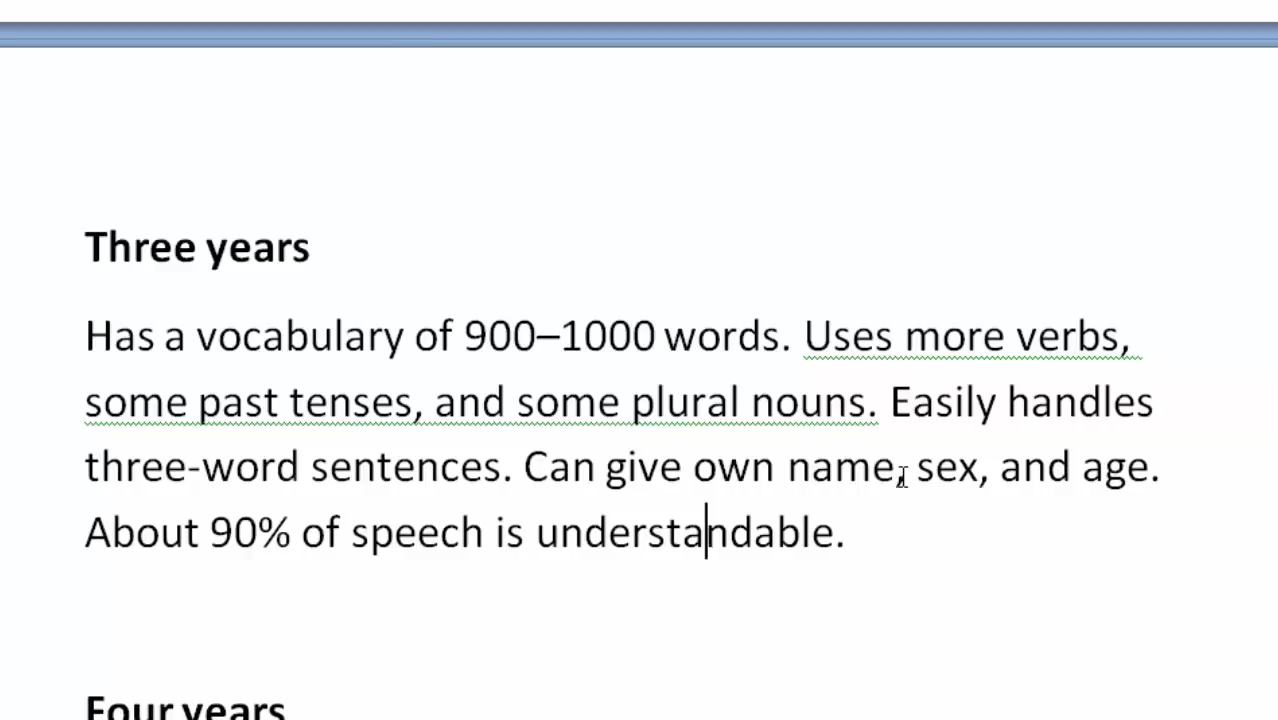 Three years
Has a vocabulary of 900–1000 words. Uses more verbs,
some past tenses, and some plural nouns. Easily handles
three-word sentences. Can give own name, sex, and age.
About 90% of speech is understandable.
Four years